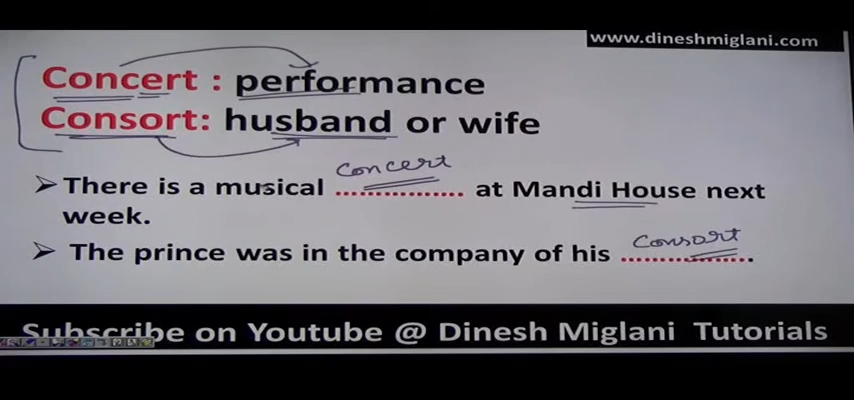 www.dineshmiglani.com
Concert : performance
Consort: husband or wife
concert
➢ There is a musical ................. at Mandi House next
week.
consort
➢ The prince was in the company of his .................
Subscribe on Youtube @ Dinesh Miglani Tutorials